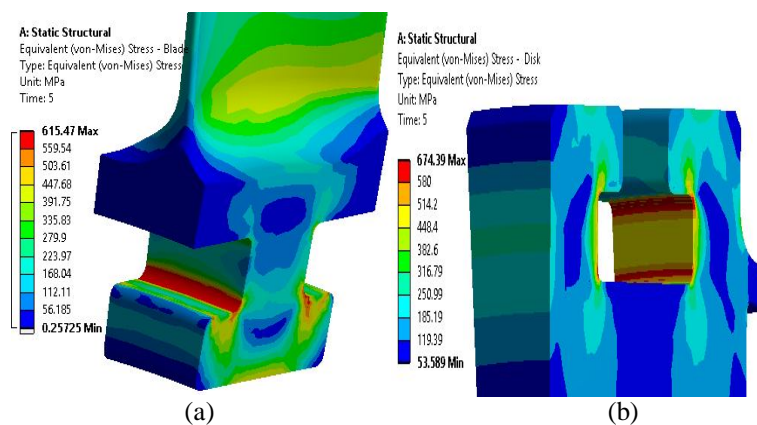 A: Static Structural
Equivalent (von-Mises) Stress - Blade
Type: Equivalent (von-Mises) Stress
Unit: MPa
Time: 5
615.47 Max
559.54
503.61
447.68
391.75
335.83
279.9
223.97
168.04
112.11
56.185
0.25725 Min
(a)
A: Static Structural
Equivalent (von-Mises) Stress - Disk
Type: Equivalent (von-Mises) Stress
Unit: MPa
Time: 5
674.39 Max
580
514.2
448.4
382.6
316.79
250.99
185.19
119.39
53.589 Min
(b)